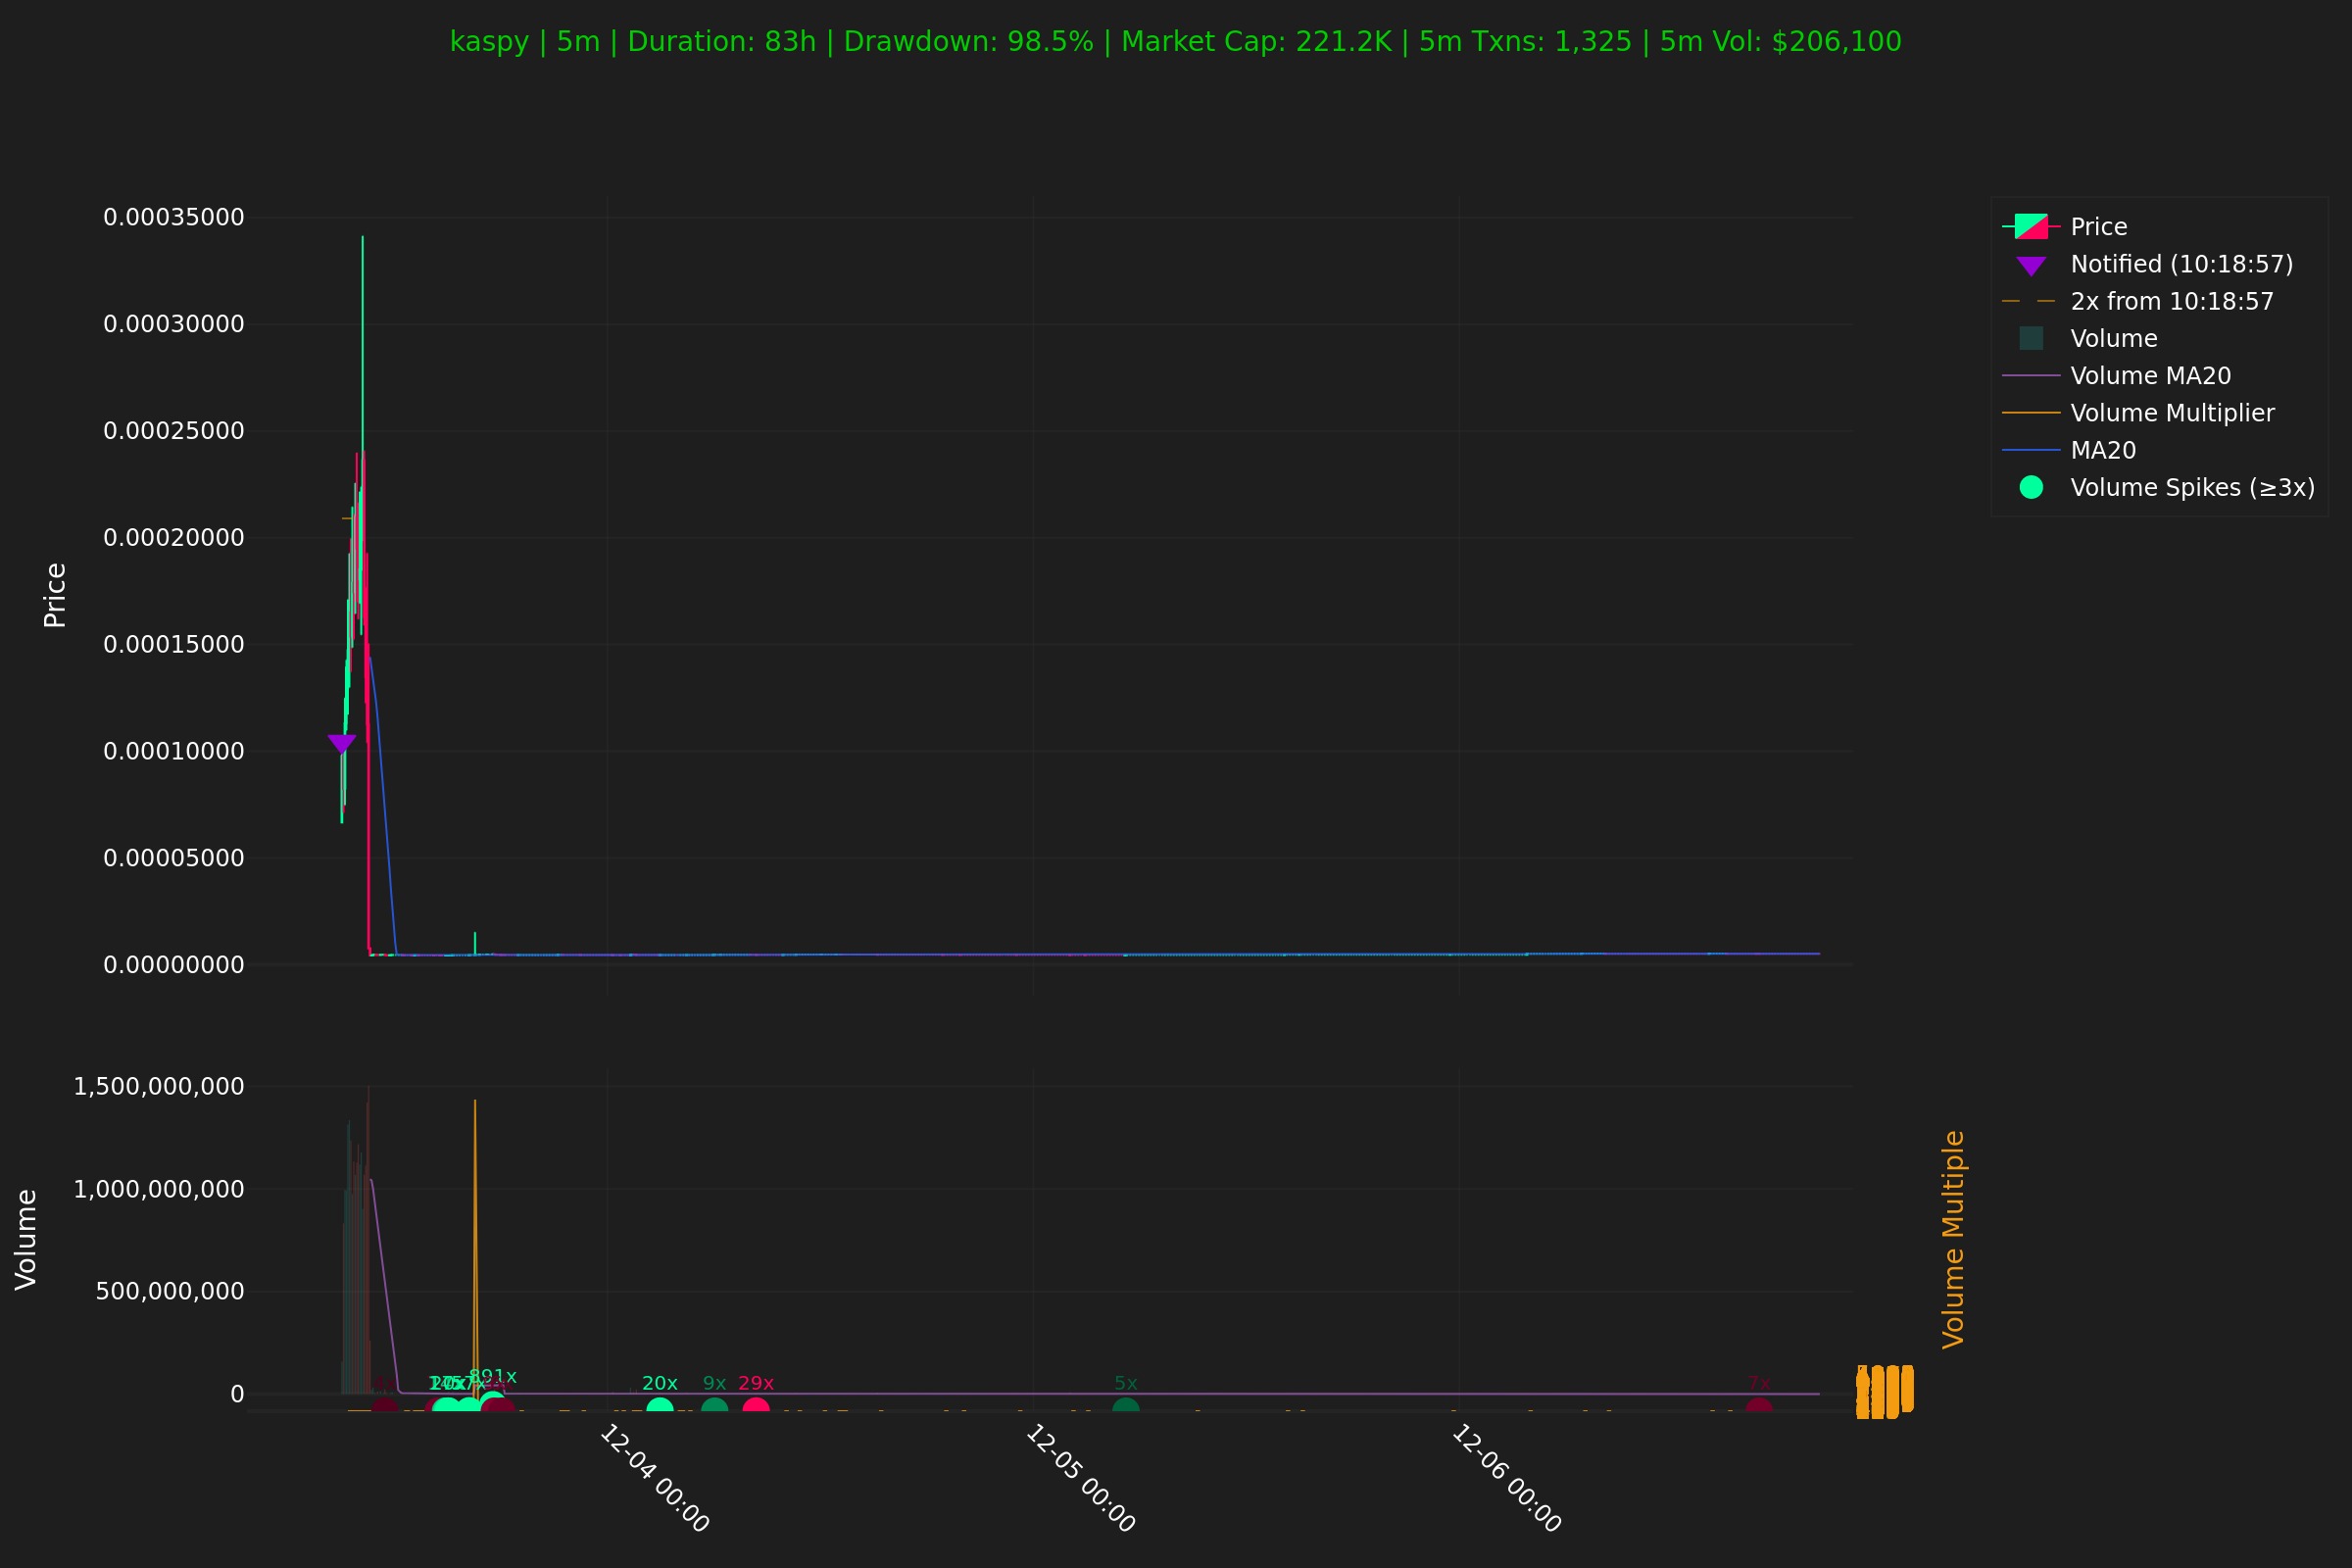 kaspy | 5m | Duration: 83h | Drawdown: 98.5% | Market Cap: 221.2K | 5m Txns: 1,325 | 5m Vol: $206,100
0.00035000
0.00030000
0.00025000
0.00020000
0.00015000
0.00010000
0.00005000
0.00000000
Price
Price
Notified (10:18:57)
2x from 10:18:57
Volume
Volume MA20
Volume Multiplier
MA20
Volume Spikes (≥3x)
1,500,000,000
1,000,000,000
500,000,000
0
Volume
891x
20x
9x
29x
5x
7x
Volume Multiple
12-04 00:00
12-05 00:00
12-06 00:00